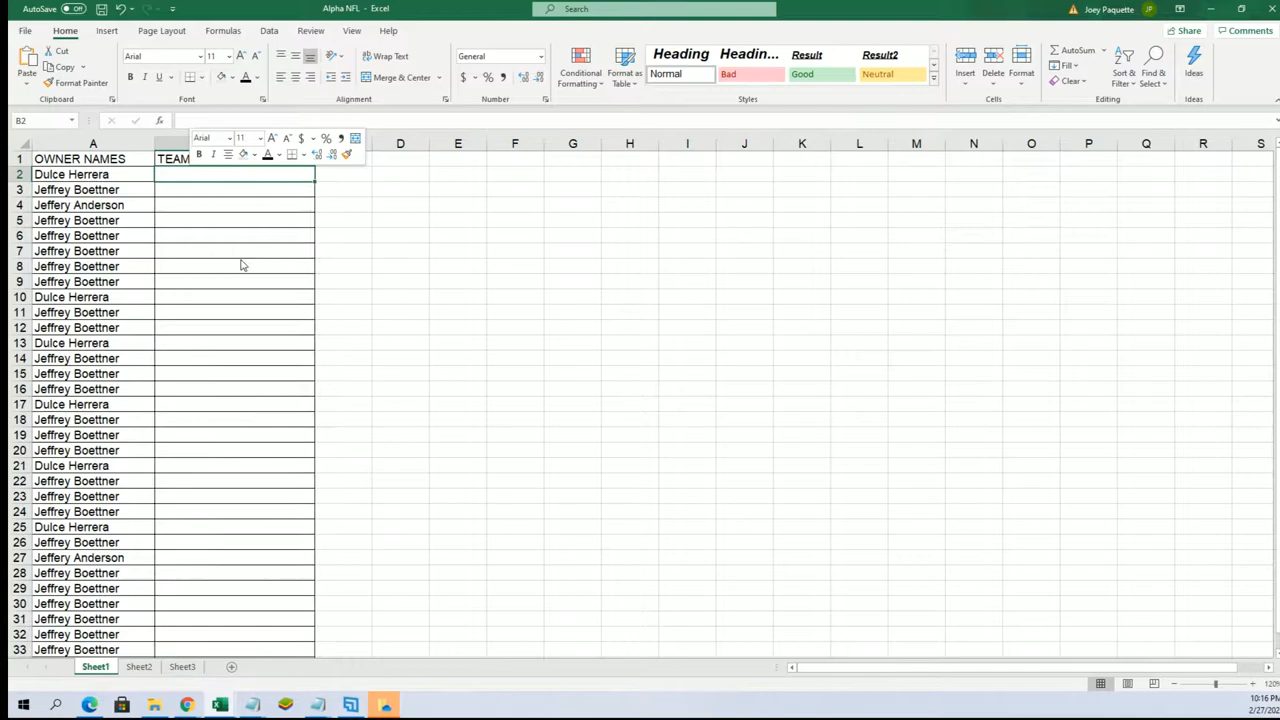 AutoSave Off Alpha NFL - Excel Search Joey Paquette JP
File Home Insert Page Layout Formulas Data Review View Help Share Comments
Paste Cut Copy Format Painter Clipboard
Arial 11 B I U A Font
Wrap Text Merge & Center Alignment
General $ % Number
Conditional Formatting Format as Table Heading Headin... Result Result2
Normal Bad Good Neutral Styles
Insert Delete Format Cells
AutoSum Fill Clear Sort & Filter Find & Select Editing
Ideas Ideas
B2 fx
Arial 11 A A $ %
B I A
A D E F G H I J K L M N O P Q R S
1 OWNER NAMES TEAM
2 Dulce Herrera
3 Jeffrey Boettner
4 Jeffery Anderson
5 Jeffrey Boettner
6 Jeffrey Boettner
7 Jeffrey Boettner
8 Jeffrey Boettner
9 Jeffrey Boettner
10 Dulce Herrera
11 Jeffrey Boettner
12 Jeffrey Boettner
13 Dulce Herrera
14 Jeffrey Boettner
15 Jeffrey Boettner
16 Jeffrey Boettner
17 Dulce Herrera
18 Jeffrey Boettner
19 Jeffrey Boettner
20 Jeffrey Boettner
21 Dulce Herrera
22 Jeffrey Boettner
23 Jeffrey Boettner
24 Jeffrey Boettner
25 Dulce Herrera
26 Jeffrey Boettner
27 Jeffery Anderson
28 Jeffrey Boettner
29 Jeffrey Boettner
30 Jeffrey Boettner
31 Jeffrey Boettner
32 Jeffrey Boettner
33 Jeffrey Boettner
Sheet1 Sheet2 Sheet3
120%
10:16 PM
2/27/202